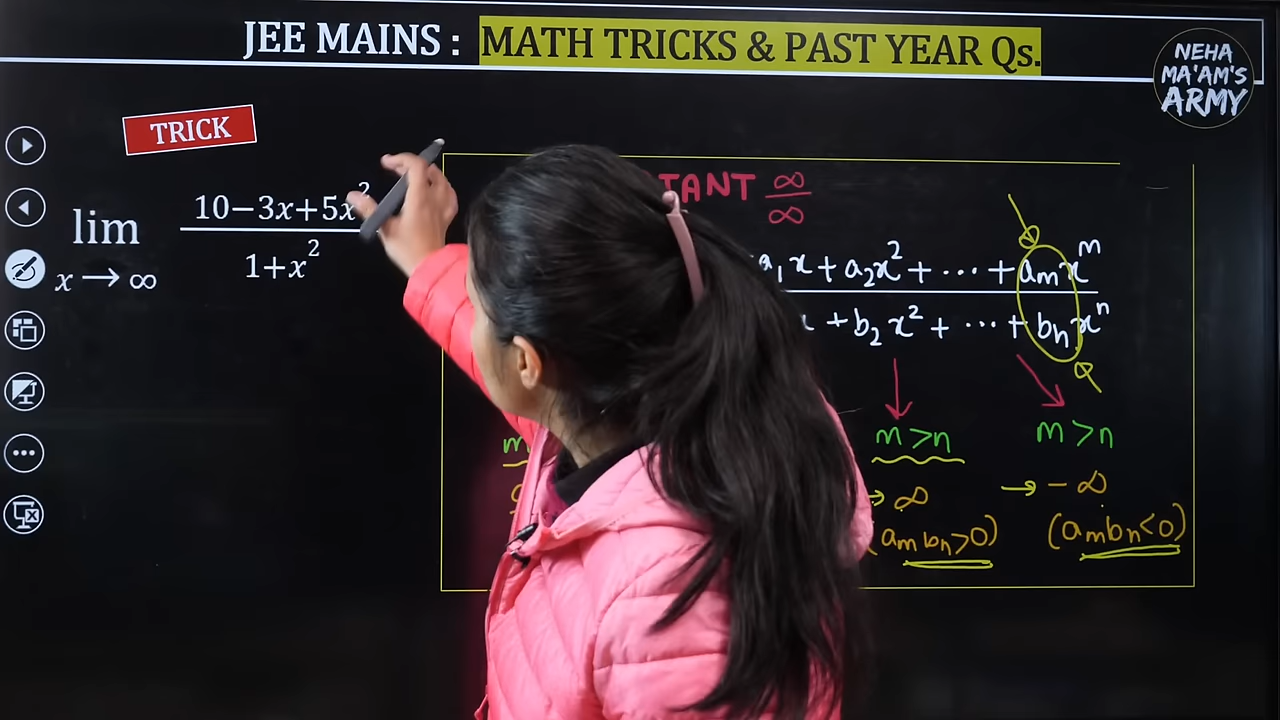 JEE MAINS : MATH TRICKS & PAST YEAR Qs.
NEHA
MA'AM'S
ARMY
TRICK
lim x → ∞
10−3x+5x²
1+x²
∞/∞
a₁x + a₂x² + ⋯ + aₘxᵐ
+ b₂x² + ⋯ + bₙxⁿ
m>n
m>n
→ ∞
→ −∞
(aₘbₙ>0)
(aₘbₙ<0)